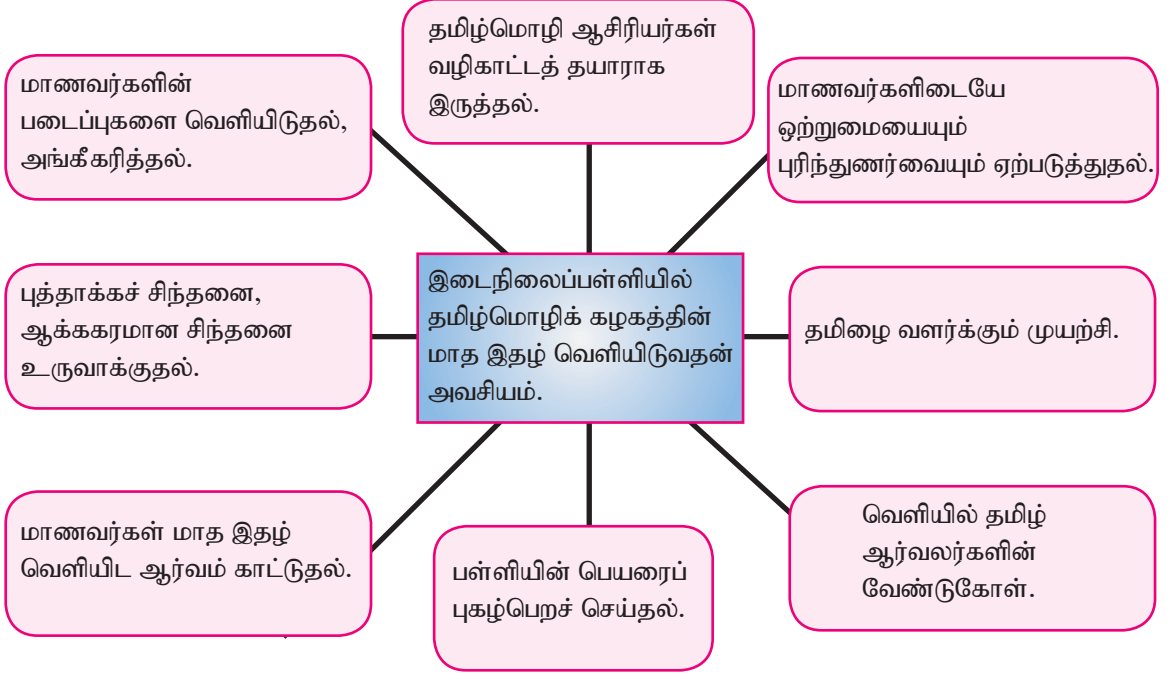 தமிழ்மொழி ஆசிரியர்கள்
வழிகாட்டத் தயாராக
இருத்தல்.
மாணவர்களின்
படைப்புகளை வெளியிடுதல்,
அங்கீகரித்தல்.
மாணவர்களிடையே
ஒற்றுமையையும்
புரிந்துணர்வையும் ஏற்படுத்துதல்.
புத்தாக்கச் சிந்தனை,
ஆக்ககரமான சிந்தனை
உருவாக்குதல்.
இடைநிலைப்பள்ளியில்
தமிழ்மொழிக் கழகத்தின்
மாத இதழ் வெளியிடுவதன்
அவசியம்.
தமிழை வளர்க்கும் முயற்சி.
மாணவர்கள் மாத இதழ்
வெளியிட ஆர்வம் காட்டுதல்.
பள்ளியின் பெயரைப்
புகழ்பெறச் செய்தல்.
வெளியில் தமிழ்
ஆர்வலர்களின்
வேண்டுகோள்.